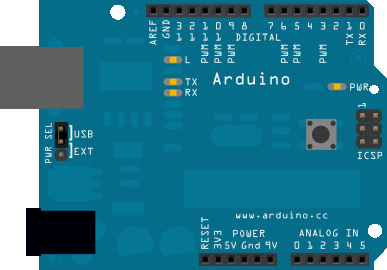 AREF
GND
13
12
11
10
9
8
7
6
5
4
3
2
1
0
DIGITAL
PWM
PWM
PWM
PWM
PWM
PWM
TX
RX
L
TX
RX
Arduino
PWR
1
PWR SEL
USB
EXT
ICSP
www.arduino.cc
RESET
3V3
5V
Gnd
9V
POWER
ANALOG IN
0 1 2 3 4 5